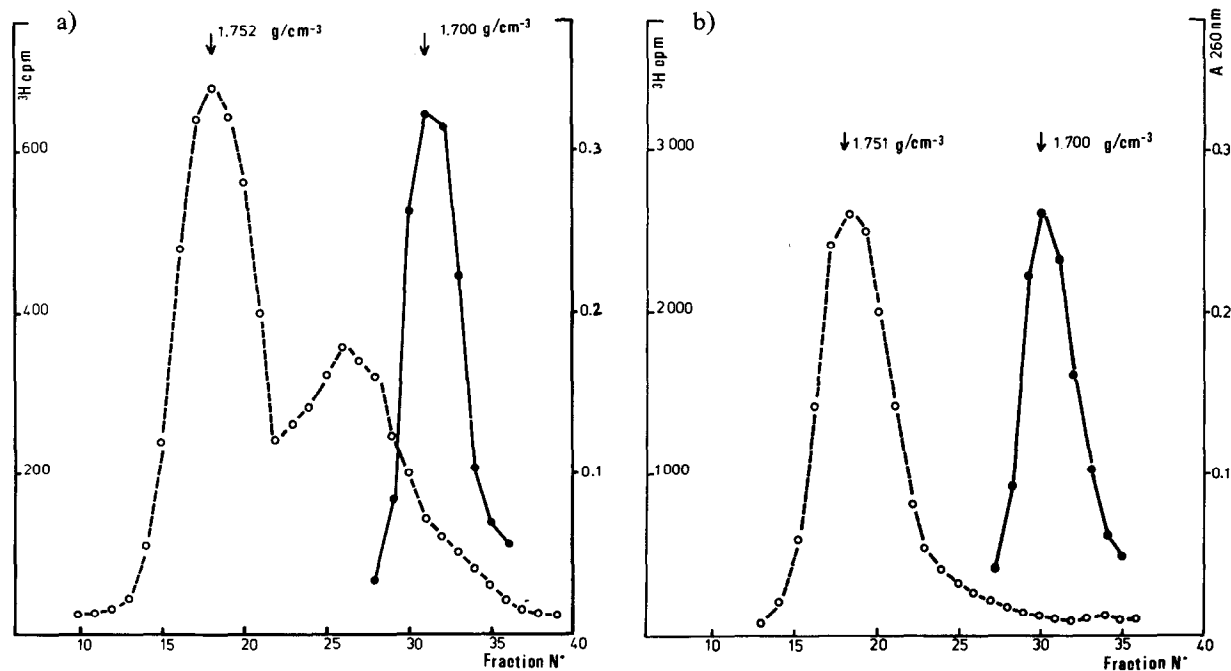 a)
1.752 g/cm⁻³
1.700 g/cm⁻³
³H cpm
600
400
200
0.3
0.2
0.1
10 15 20 25 30 35 40
Fraction N°
b)
1.751 g/cm⁻³
1.700 g/cm⁻³
³H cpm
A 260 nm
3 000
2 000
1000
0.3
0.2
0.1
10 15 20 25 30 35 40
Fraction N°